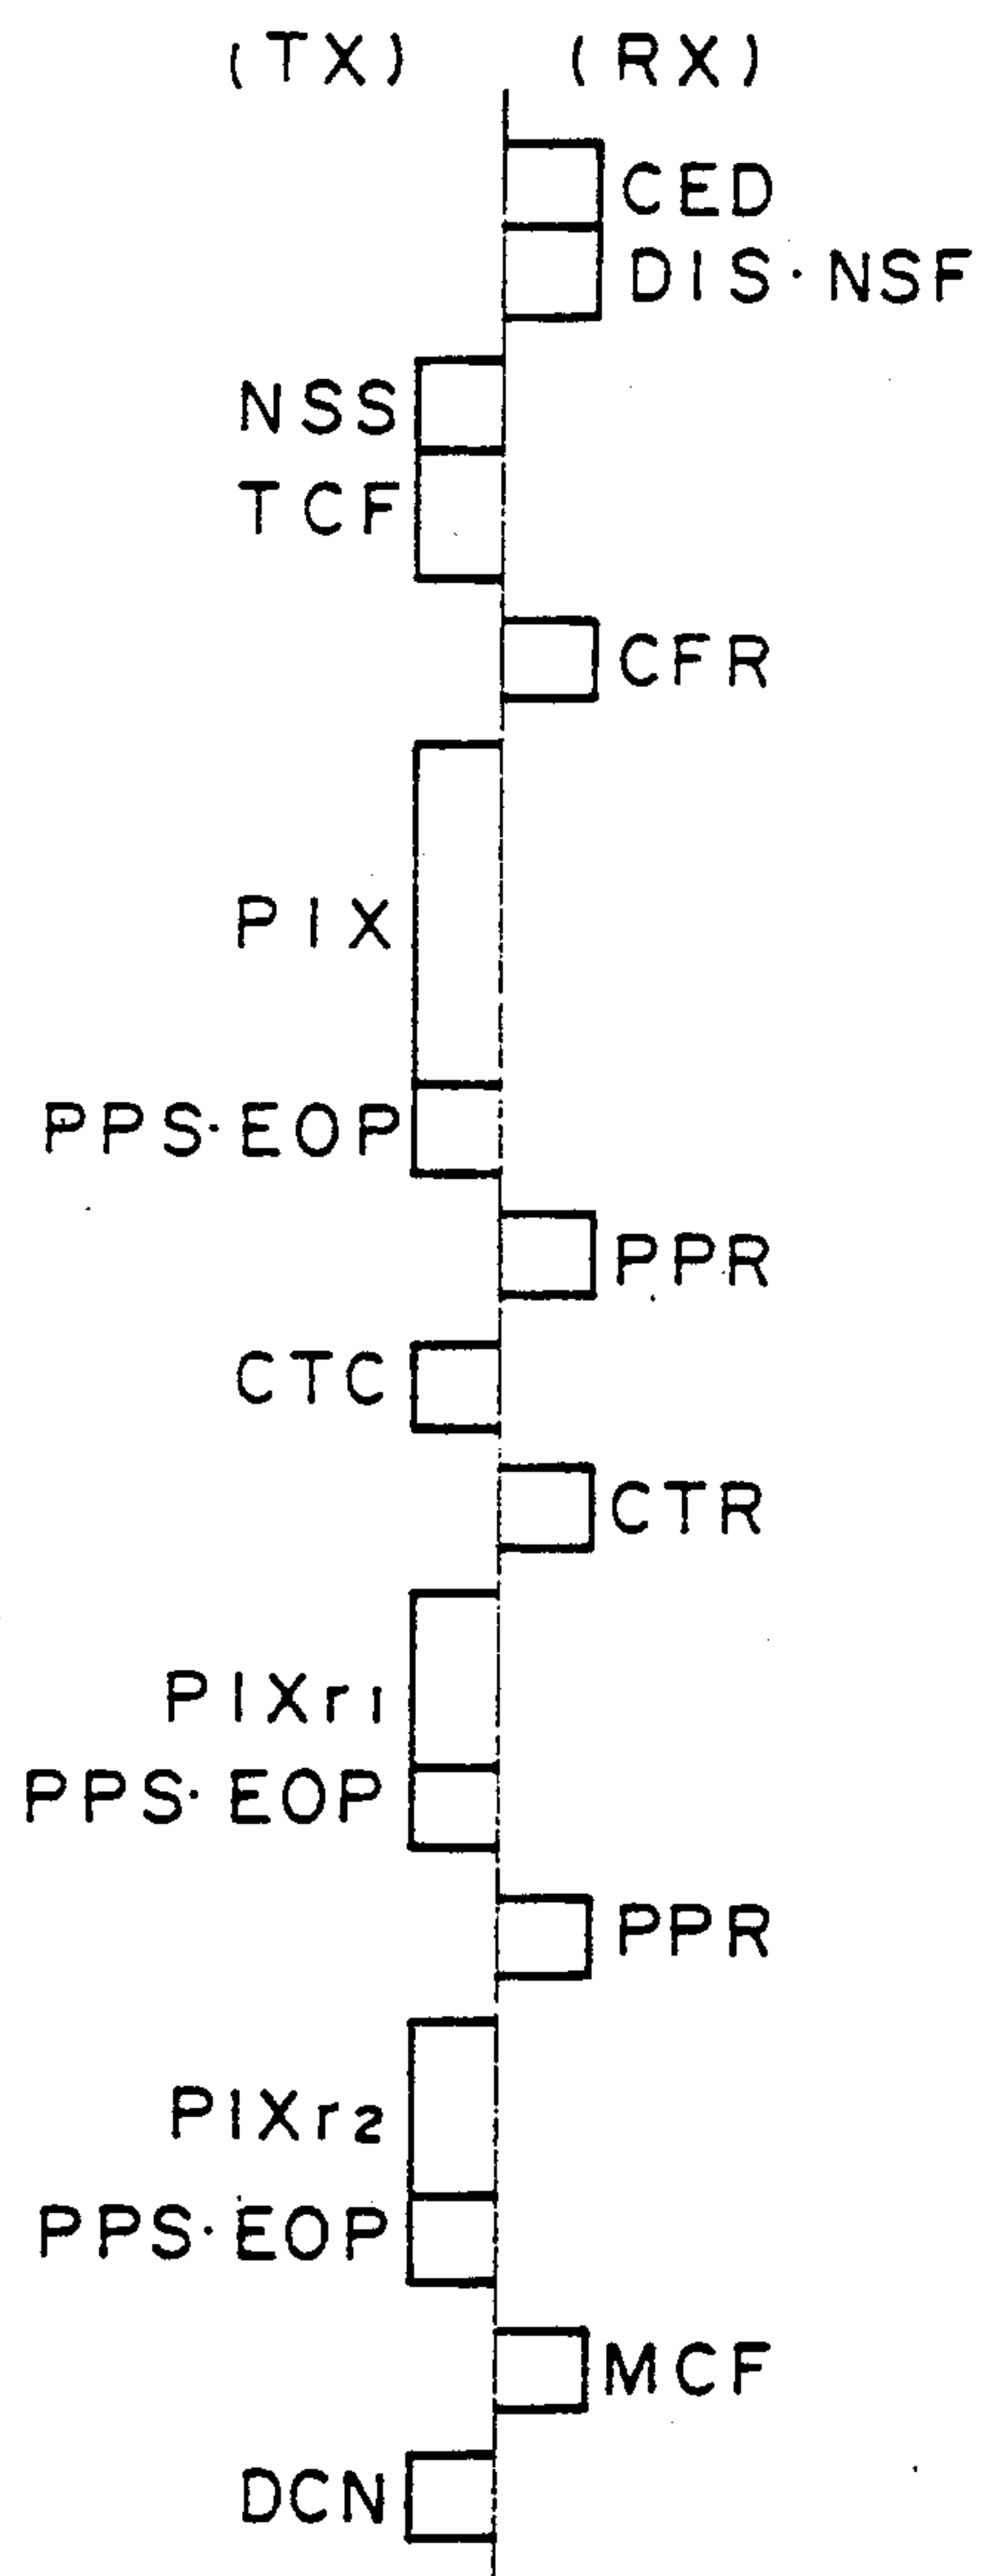 (TX) (RX)
CED
DIS·NSF
NSS
TCF
CFR
PIX
PPS·EOP
PPR
CTC
CTR
PIXr1
PPS·EOP
PPR
PIXr2
PPS·EOP
MCF
DCN